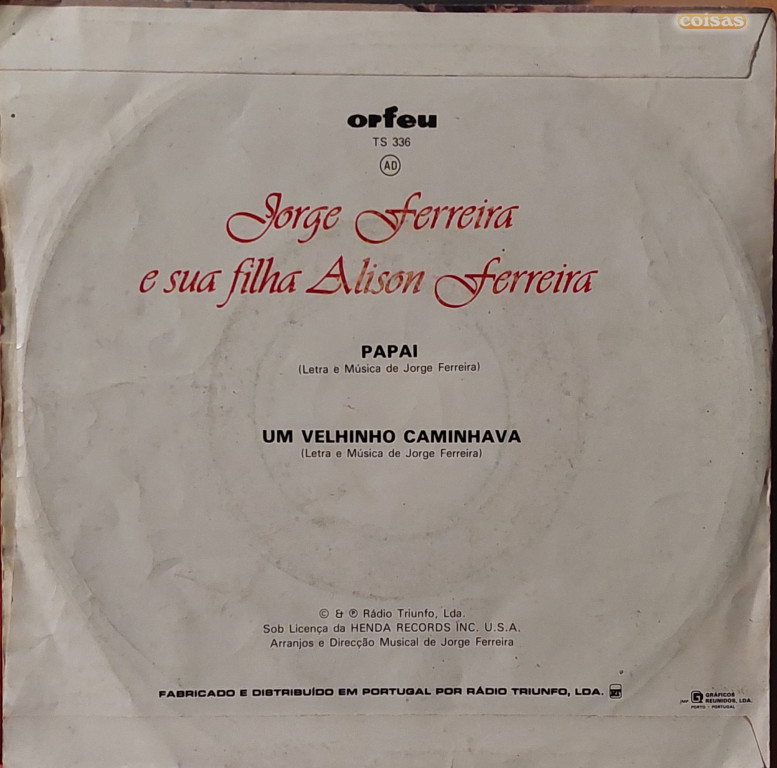 coisas
orfeu
TS 336
AD
Jorge Ferreira
e sua filha Alison Ferreira
PAPAI
(Letra e Música de Jorge Ferreira)
UM VELHINHO CAMINHAVA
(Letra e Música de Jorge Ferreira)
© & ℗ Rádio Triunfo, Lda.
Sob Licença da HENDA RECORDS INC. U.S.A.
Arranjos e Direcção Musical de Jorge Ferreira
FABRICADO E DISTRIBUÍDO EM PORTUGAL POR RÁDIO TRIUNFO, LDA.
GRÁFICOS
REUNIDOS, LDA.
PORTO - PORTUGAL